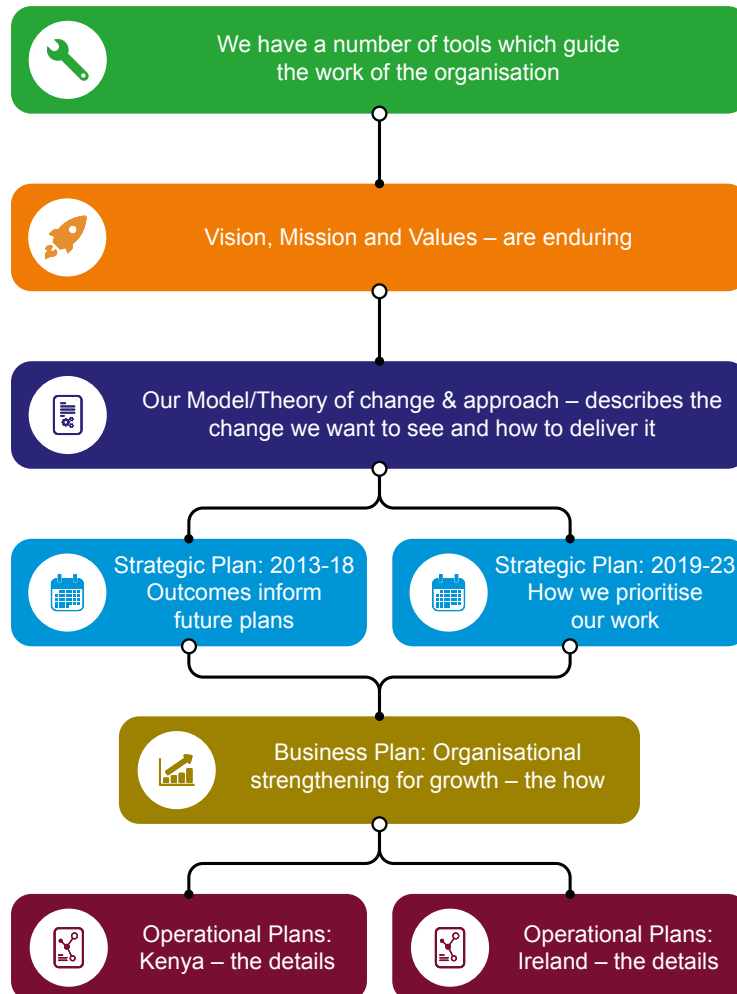 We have a number of tools which guide
the work of the organisation
Vision, Mission and Values – are enduring
Our Model/Theory of change & approach – describes the
change we want to see and how to deliver it
Strategic Plan: 2013-18
Outcomes inform
future plans
Strategic Plan: 2019-23
How we prioritise
our work
Business Plan: Organisational
strengthening for growth – the how
Operational Plans:
Kenya – the details
Operational Plans:
Ireland – the details